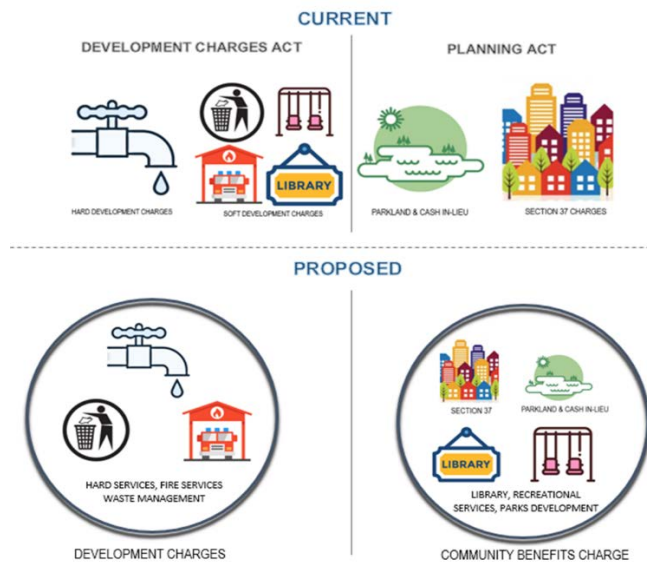 CURRENT
DEVELOPMENT CHARGES ACT
PLANNING ACT
LIBRARY
HARD DEVELOPMENT CHARGES
SOFT DEVELOPMENT CHARGES
PARKLAND & CASH IN-LIEU
SECTION 37 CHARGES
PROPOSED
HARD SERVICES, FIRE SERVICES
WASTE MANAGEMENT
DEVELOPMENT CHARGES
SECTION 37
PARKLAND & CASH IN-LIEU
LIBRARY
LIBRARY, RECREATIONAL
SERVICES, PARKS DEVELOPMENT
COMMUNITY BENEFITS CHARGE